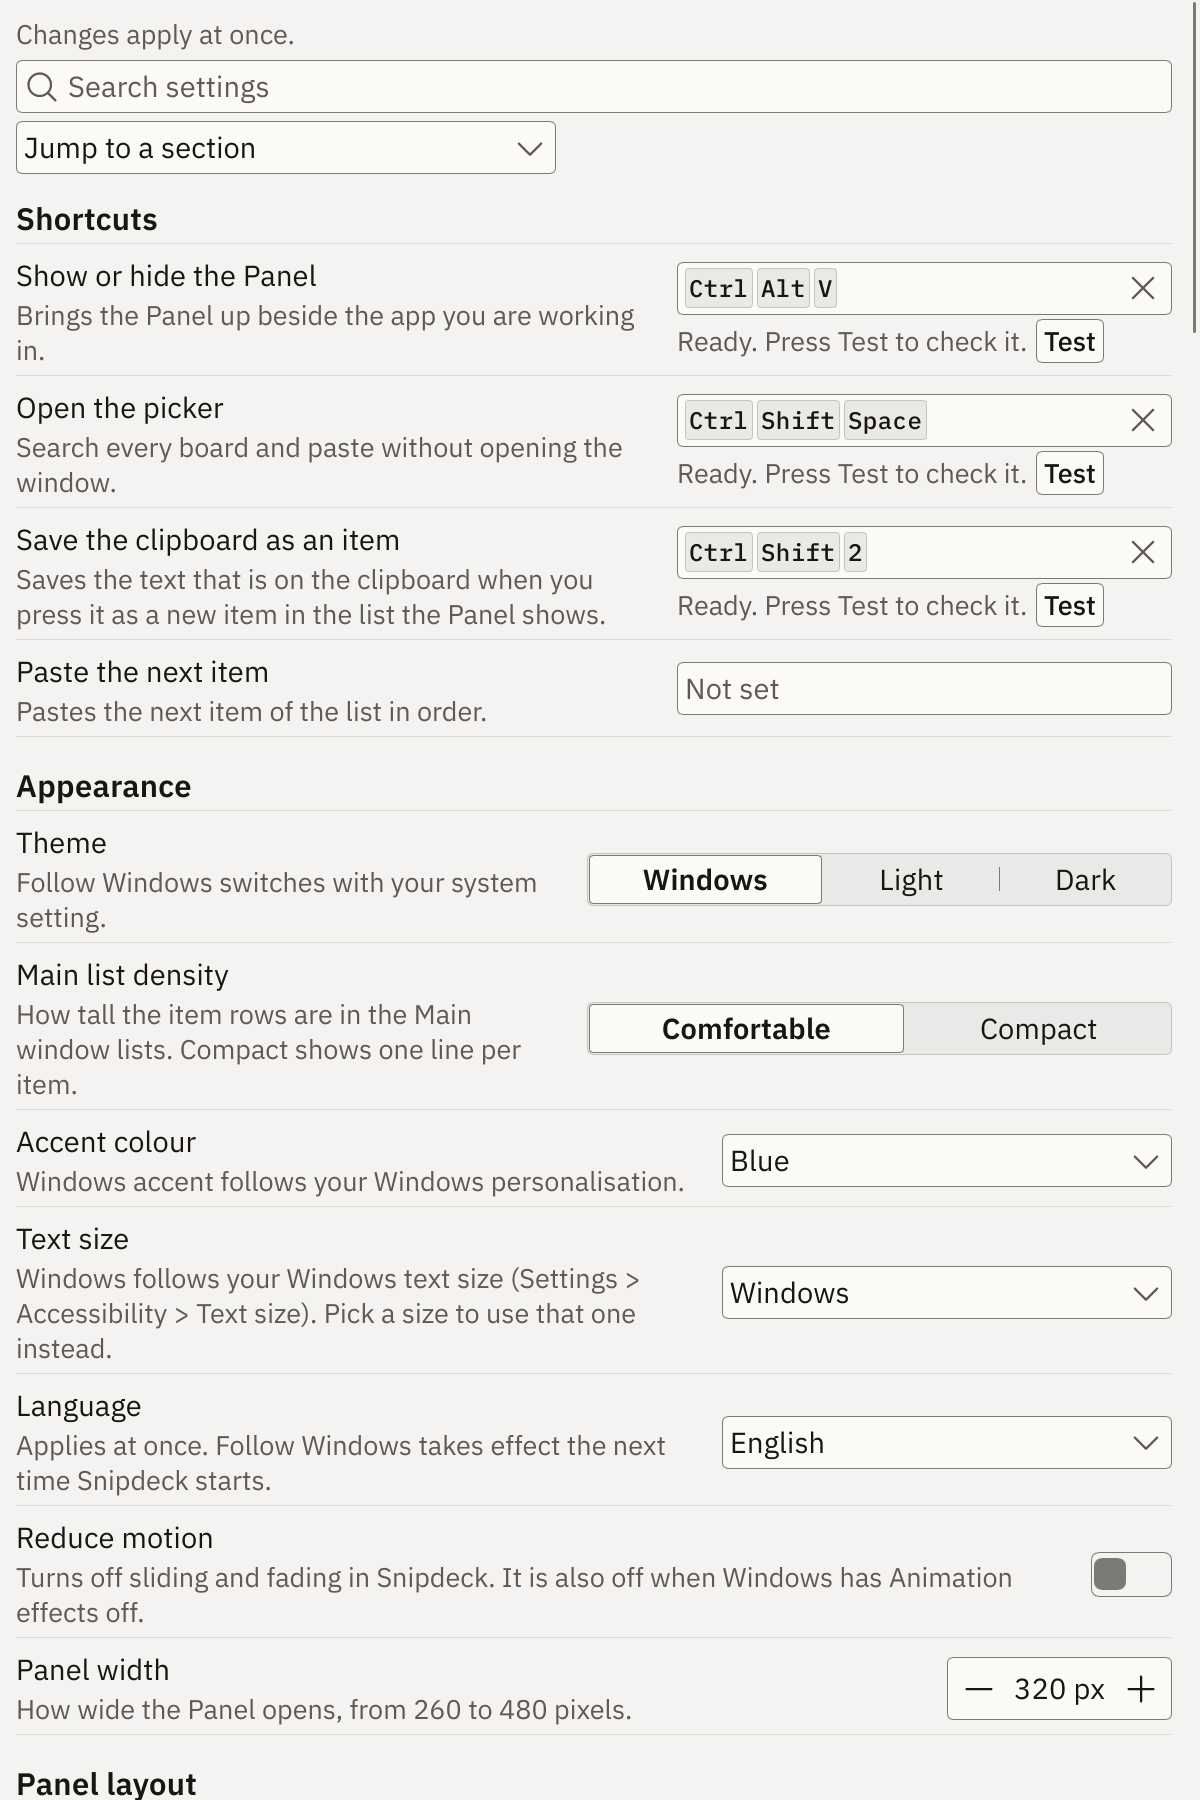 Changes apply at once.
Search settings
Jump to a section
Shortcuts
Show or hide the Panel
Brings the Panel up beside the app you are working
in.
Ctrl Alt V
Ready. Press Test to check it. Test
Open the picker
Search every board and paste without opening the
window.
Ctrl Shift Space
Ready. Press Test to check it. Test
Save the clipboard as an item
Saves the text that is on the clipboard when you
press it as a new item in the list the Panel shows.
Ctrl Shift 2
Ready. Press Test to check it. Test
Paste the next item
Pastes the next item of the list in order.
Not set
Appearance
Theme
Follow Windows switches with your system
setting.
Windows Light Dark
Main list density
How tall the item rows are in the Main
window lists. Compact shows one line per
item.
Comfortable Compact
Accent colour
Windows accent follows your Windows personalisation.
Blue
Text size
Windows follows your Windows text size (Settings >
Accessibility > Text size). Pick a size to use that one
instead.
Windows
Language
Applies at once. Follow Windows takes effect the next
time Snipdeck starts.
English
Reduce motion
Turns off sliding and fading in Snipdeck. It is also off when Windows has Animation
effects off.
Panel width
How wide the Panel opens, from 260 to 480 pixels.
320 px
Panel layout